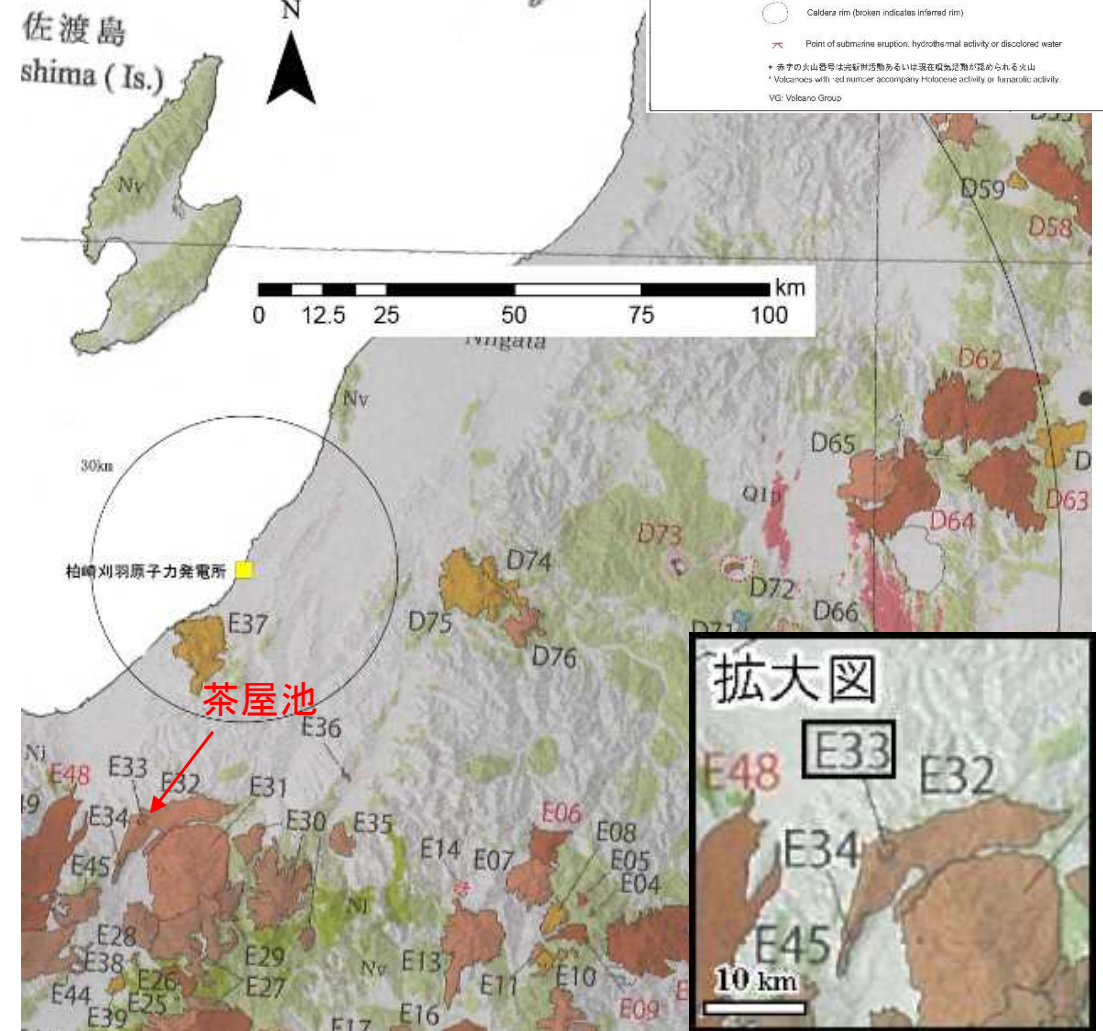 佐渡島
shima ( Is.)
N
Caldera rim (broken indicates inferred rim)
Point of submarine eruption, hydrothermal activity or discolored water
* 赤字の火山番号は完新世活動あるいは現在噴気活動が認められる火山
* Volcanoes with red number accompany Holocene activity or fumarolic activity.
VG: Volcano Group
Nv
D59
D58
km
0 12.5 25 50 75 100
Niigata
Nv
D62
30km
D65
Q1p
D63
D64
D73
柏崎刈羽原子力発電所
D74
D72
D66
D75
E37
D71
D76
茶屋池
E36
Nj
E48
E33
E32
E31
E34
E30
E35
E06
E08
E14
E07
E05
E04
E45
Nj
E28
E29
E38
E26
E27
Nv
E13
E11
E10
E44
E25
E39
E17
E16
E09
拡大図
E33
E48
E32
E34
E45
10 km